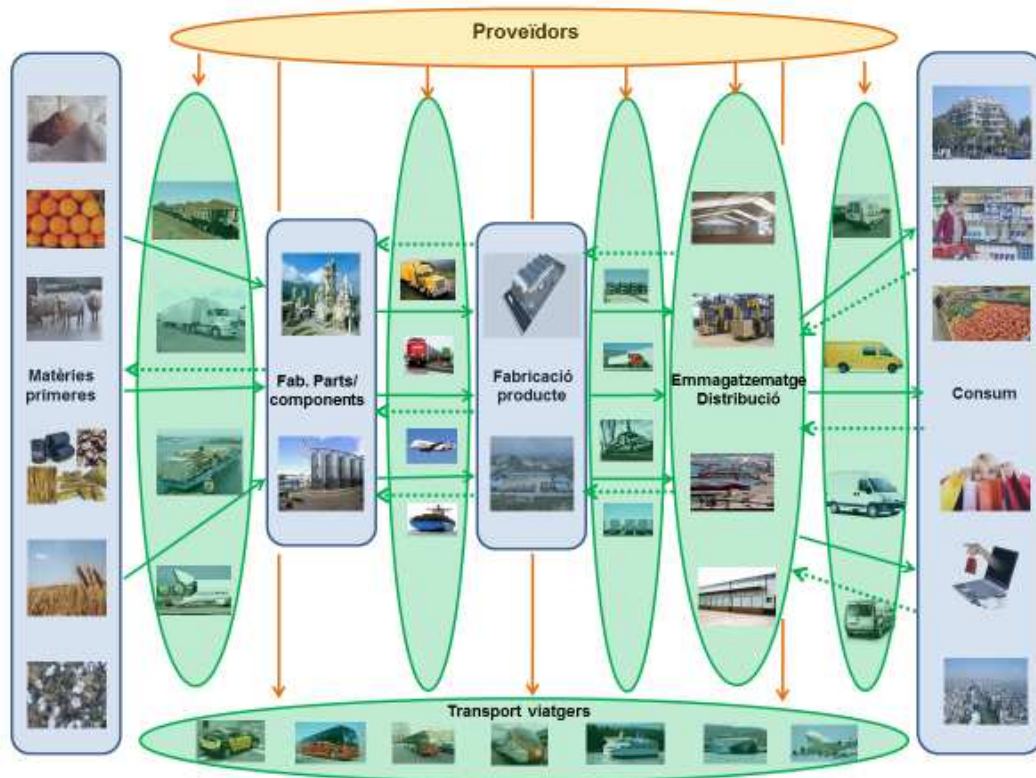 Proveïdors
Matèries
primeres
Fab. Parts/
components
Fabricació
producte
Emmagatzematge
Distribució
Consum
Transport viatgers